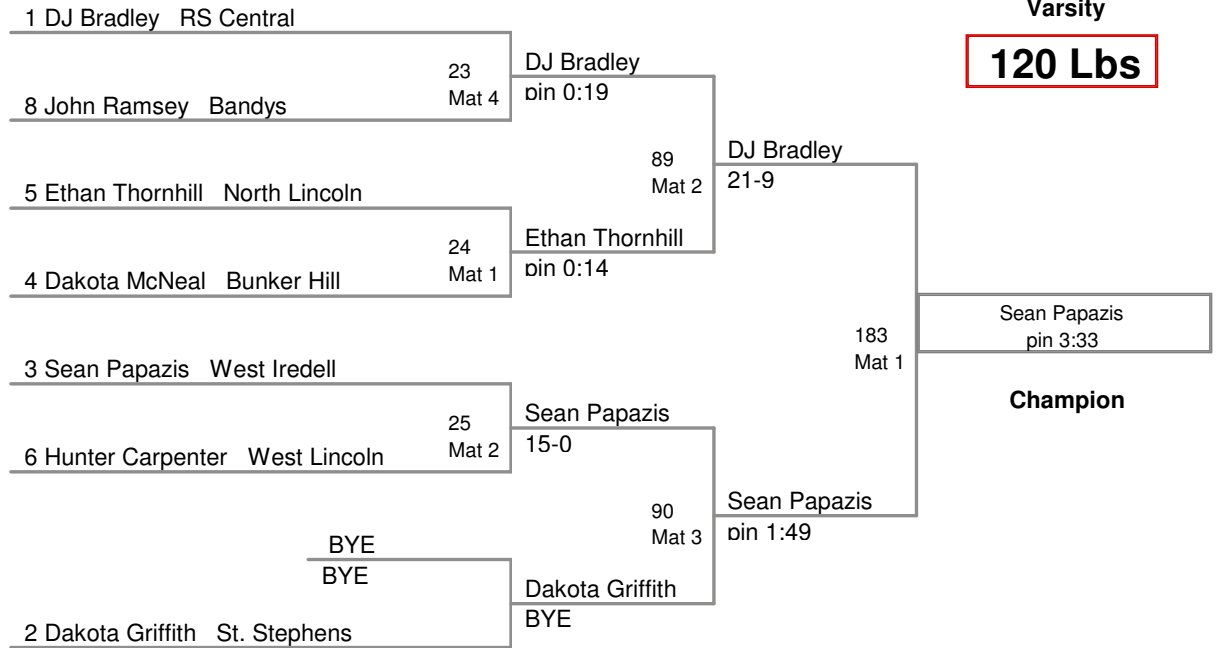 Varsity
120 Lbs
1 DJ Bradley RS Central
23
Mat 4
DJ Bradley
pin 0:19
8 John Ramsey Bandys
89
Mat 2
DJ Bradley
21-9
5 Ethan Thornhill North Lincoln
24
Mat 1
Ethan Thornhill
pin 0:14
4 Dakota McNeal Bunker Hill
183
Mat 1
Sean Papazis
pin 3:33
Champion
3 Sean Papazis West Iredell
25
Mat 2
Sean Papazis
15-0
6 Hunter Carpenter West Lincoln
90
Mat 3
Sean Papazis
pin 1:49
BYE
BYE
Dakota Griffith
BYE
2 Dakota Griffith St. Stephens